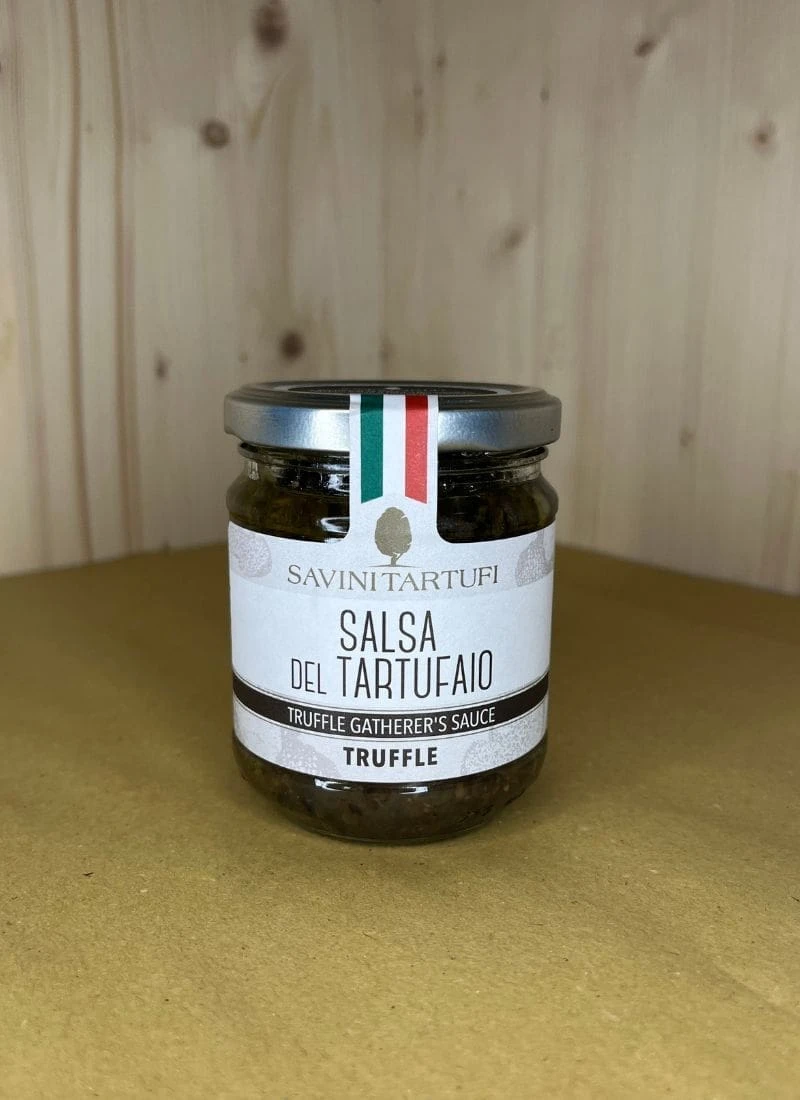 SAVINI TARTUFI
SALSA
DEL TARTUFAIO
TRUFFLE GATHERER'S SAUCE
TRUFFLE